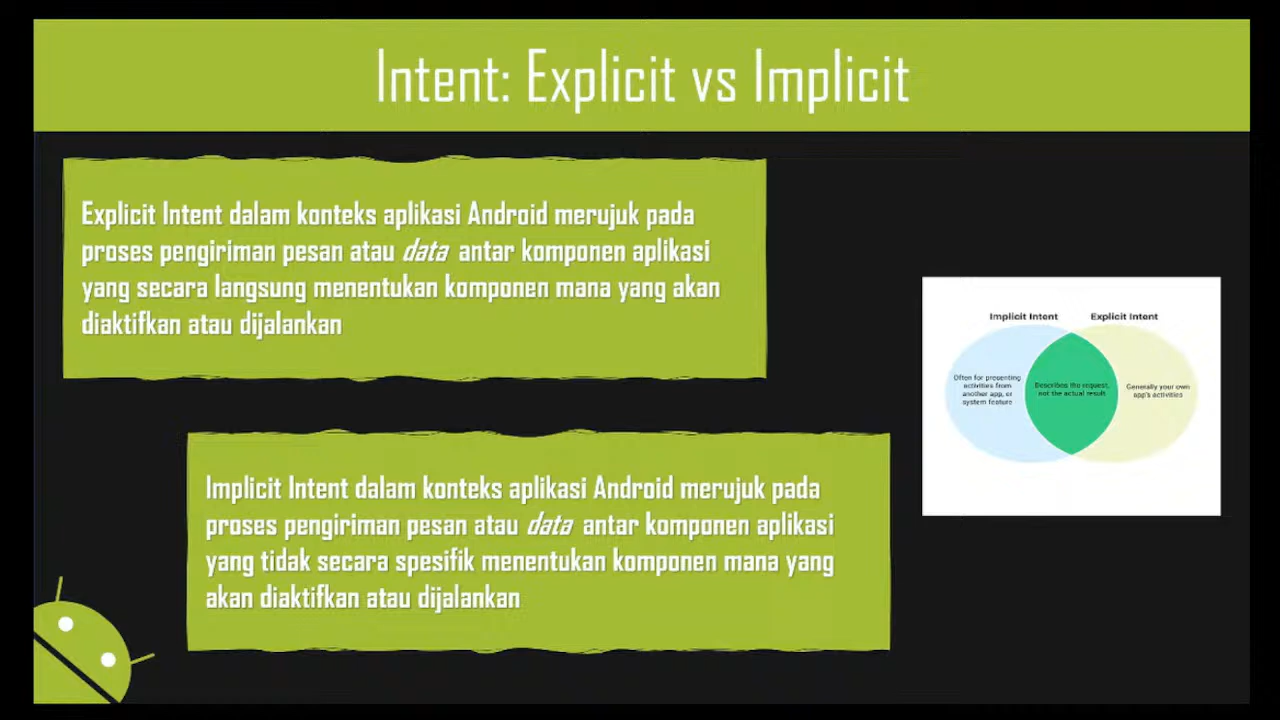 Intent: Explicit vs Implicit
Explicit Intent dalam konteks aplikasi Android merujuk pada
proses pengiriman pesan atau data antar komponen aplikasi
yang secara langsung menentukan komponen mana yang akan
diaktifkan atau dijalankan
Implicit Intent dalam konteks aplikasi Android merujuk pada
proses pengiriman pesan atau data antar komponen aplikasi
yang tidak secara spesifik menentukan komponen mana yang
akan diaktifkan atau dijalankan
Implicit Intent
Explicit Intent
Often for presenting
activities from
another app, or
system feature
Describes the request,
not the actual result
Generally your own
app's activities